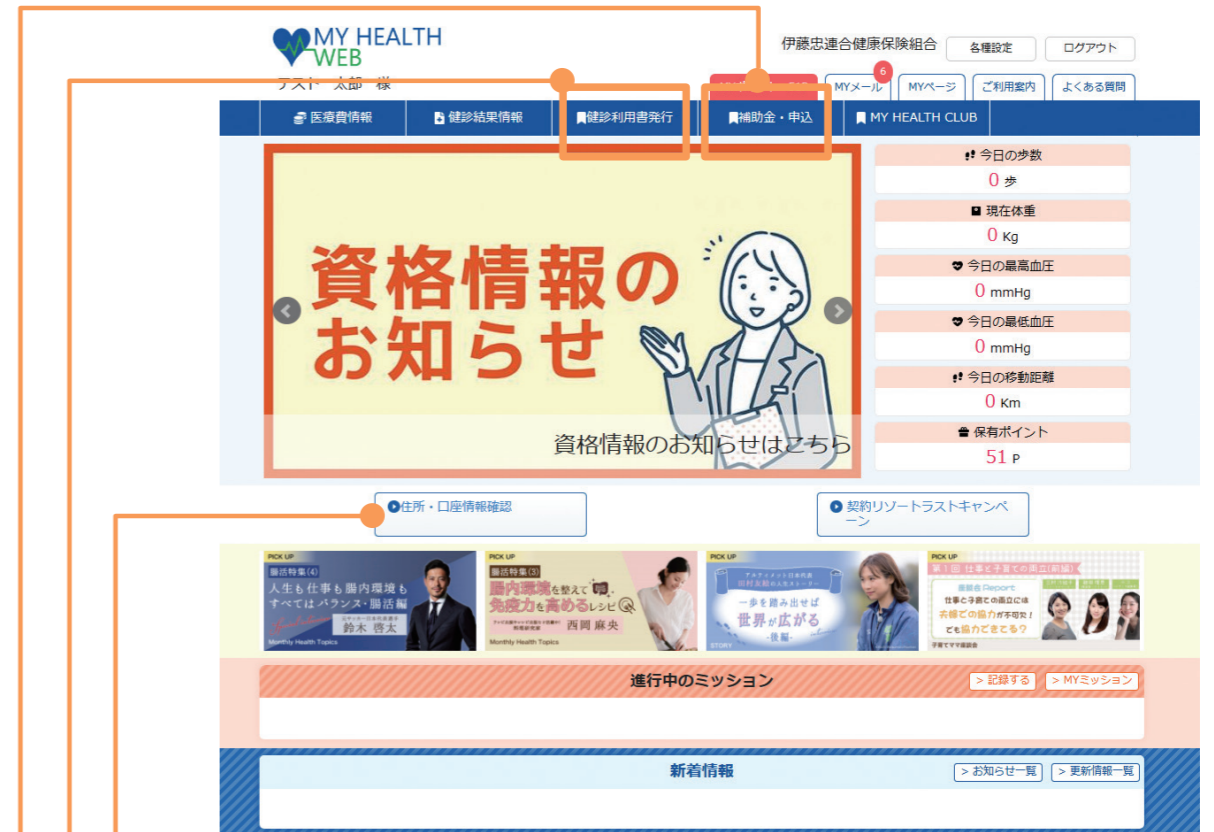 MY HEALTH
WEB
テスト 太郎 様
伊藤忠連合健康保険組合
各種設定
ログアウト
6
MYメール
MYページ
ご利用案内
よくある質問
医療費情報
健診結果情報
健診利用書発行
補助金・申込
MY HEALTH CLUB
資格情報の
お知らせ
資格情報のお知らせはこちら
今日の歩数
0 歩
現在体重
0 Kg
今日の最高血圧
0 mmHg
今日の最低血圧
0 mmHg
今日の移動距離
0 Km
保有ポイント
51 P
住所・口座情報確認
契約リゾートラストキャンペ
ーン
PICK UP
腸活特集(4)
人生も仕事も腸内環境も
すべてはバランス・腸活編
鈴木 啓太
Monthly Health Topics
PICK UP
腸活特集(3)
腸内環境を整えて
免疫力を高めるレシピ
西岡 麻央
Monthly Health Topics
PICK UP
一歩を踏み出せば
世界が広がる
-後編-
STORY
PICK UP
第1回 仕事と子育ての両立(前編)
座談会Report
仕事と子育ての両立には
夫婦での協力が不可欠!
でも協力できてる?
子育てママ座談会
進行中のミッション
> 記録する
> MYミッション
新着情報
> お知らせ一覧
> 更新情報一覧